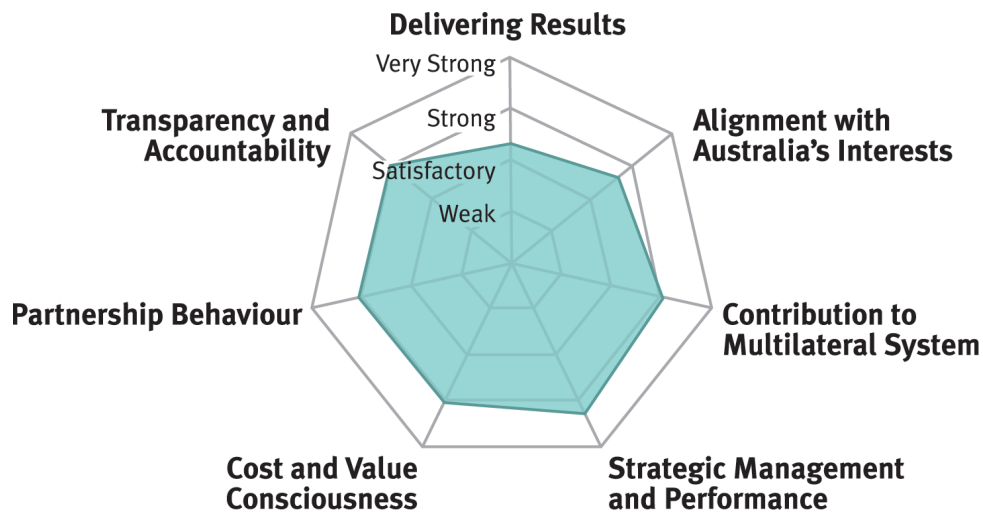 Delivering Results
Very Strong
Strong
Satisfactory
Weak
Alignment with
Australia’s Interests
Contribution to
Multilateral System
Strategic Management
and Performance
Cost and Value
Consciousness
Partnership Behaviour
Transparency and
Accountability